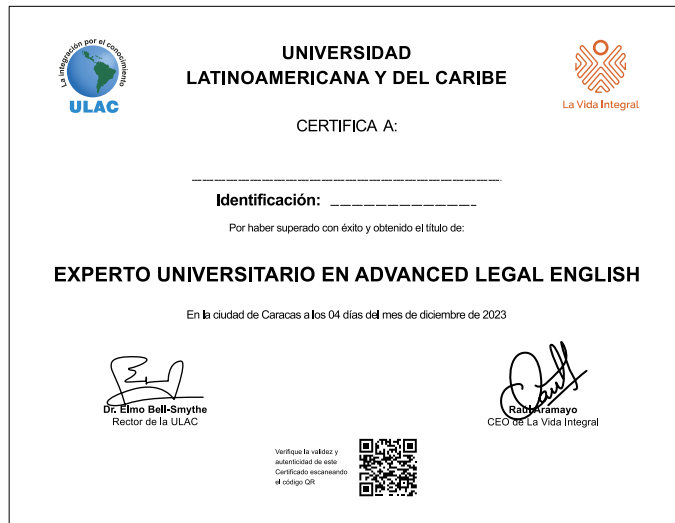 La integración por el conocimiento
ULAC
UNIVERSIDAD
LATINOAMERICANA Y DEL CARIBE
La Vida Integral
CERTIFICA A:
Identificación:
Por haber superado con éxito y obtenido el título de:
EXPERTO UNIVERSITARIO EN ADVANCED LEGAL ENGLISH
En la ciudad de Caracas a los 04 días del mes de diciembre de 2023
Dr. Elmo Bell-Smythe
Rector de la ULAC
Raúl Aramayo
CEO de La Vida Integral
Verifique la validez y
autenticidad de este
Certificado escaneando
el código QR